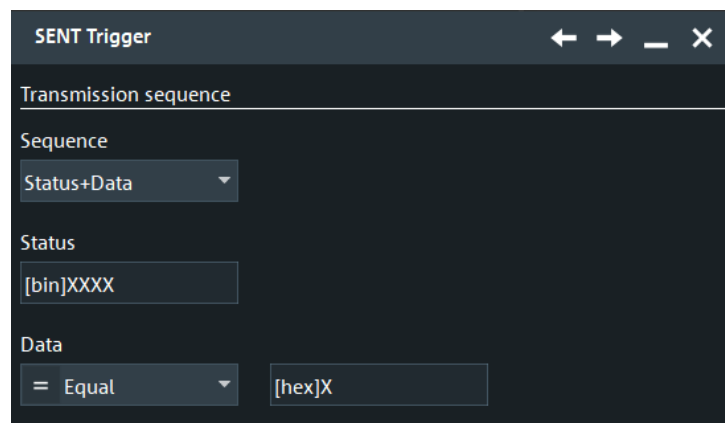 SENT Trigger
Transmission sequence
Sequence
Status+Data
Status
[bin]XXXX
Data
= Equal [hex]X